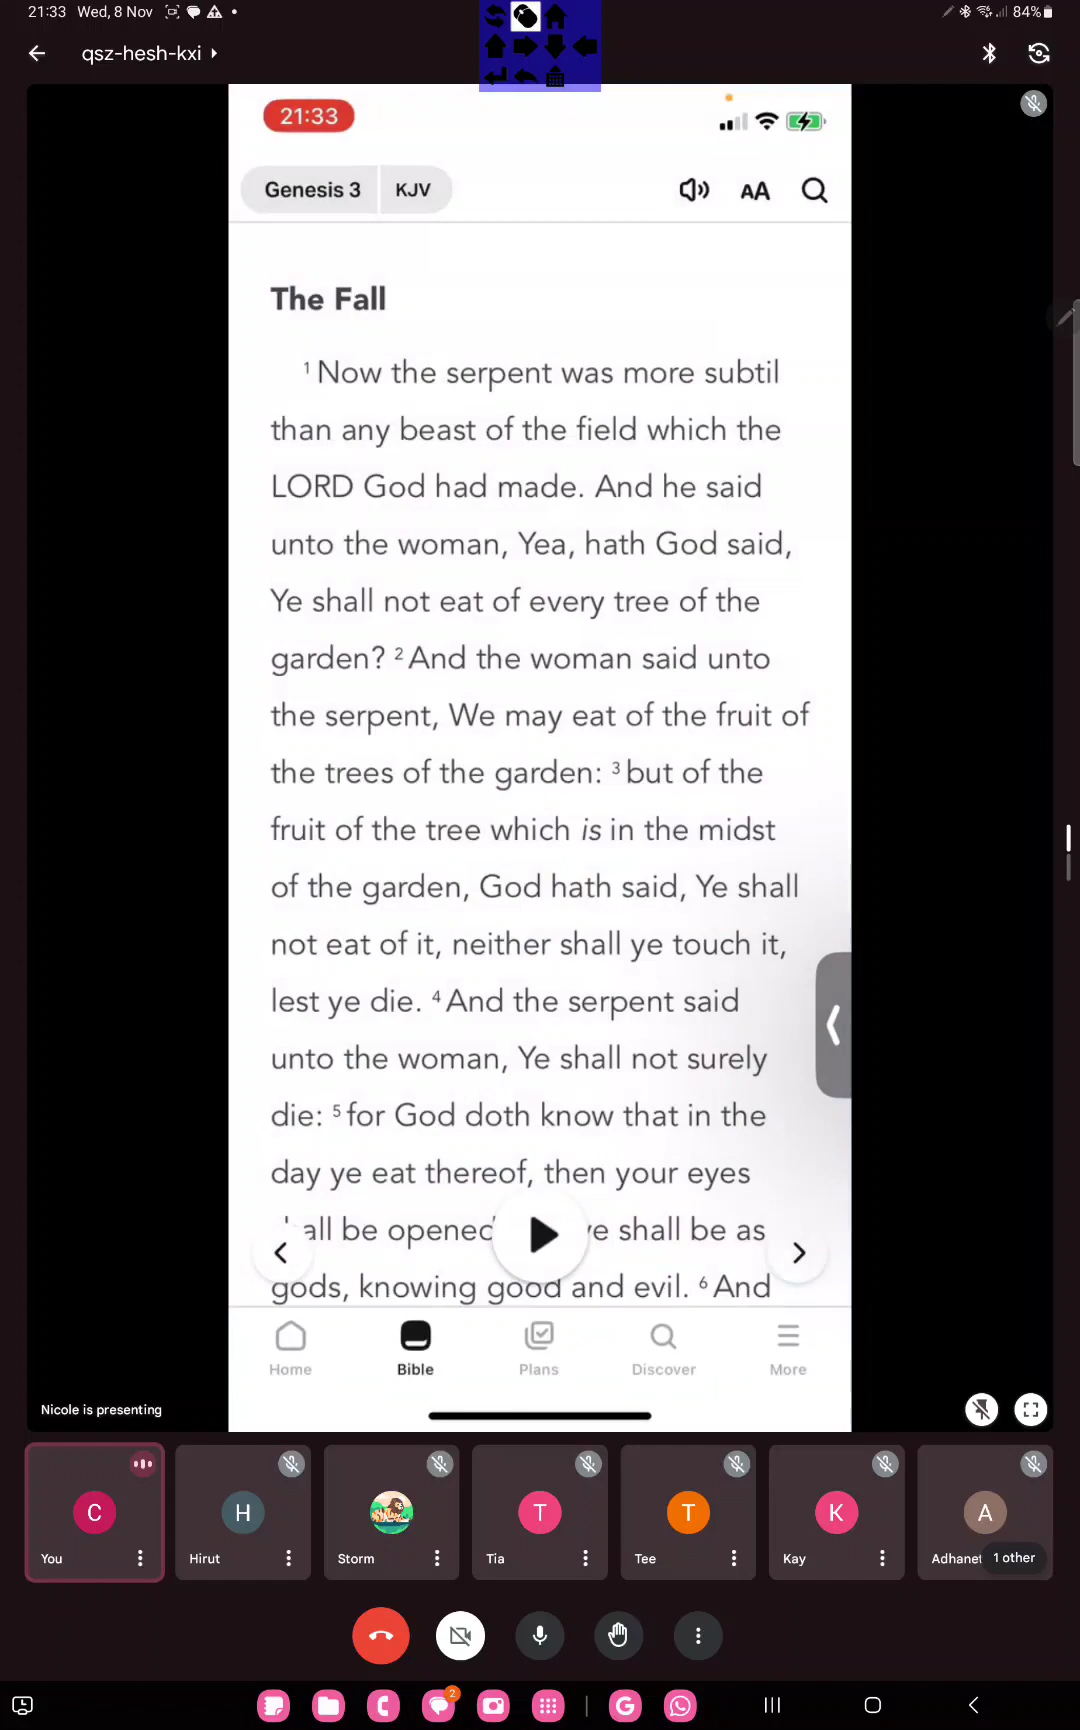 21:33 Wed, 8 Nov
84%
qsz-hesh-kxi
21:33
Genesis 3 KJV
AA
The Fall
1 Now the serpent was more subtil
than any beast of the field which the
LORD God had made. And he said
unto the woman, Yea, hath God said,
Ye shall not eat of every tree of the
garden? 2 And the woman said unto
the serpent, We may eat of the fruit of
the trees of the garden: 3 but of the
fruit of the tree which is in the midst
of the garden, God hath said, Ye shall
not eat of it, neither shall ye touch it,
lest ye die. 4 And the serpent said
unto the woman, Ye shall not surely
die: 5 for God doth know that in the
day ye eat thereof, then your eyes
be opened ye shall be as
gods, knowing good and evil. 6 And
Home Bible Plans Discover More
Nicole is presenting
C H T T K A
You Hirut Storm Tia Tee Kay Adhanet 1 other
2
G